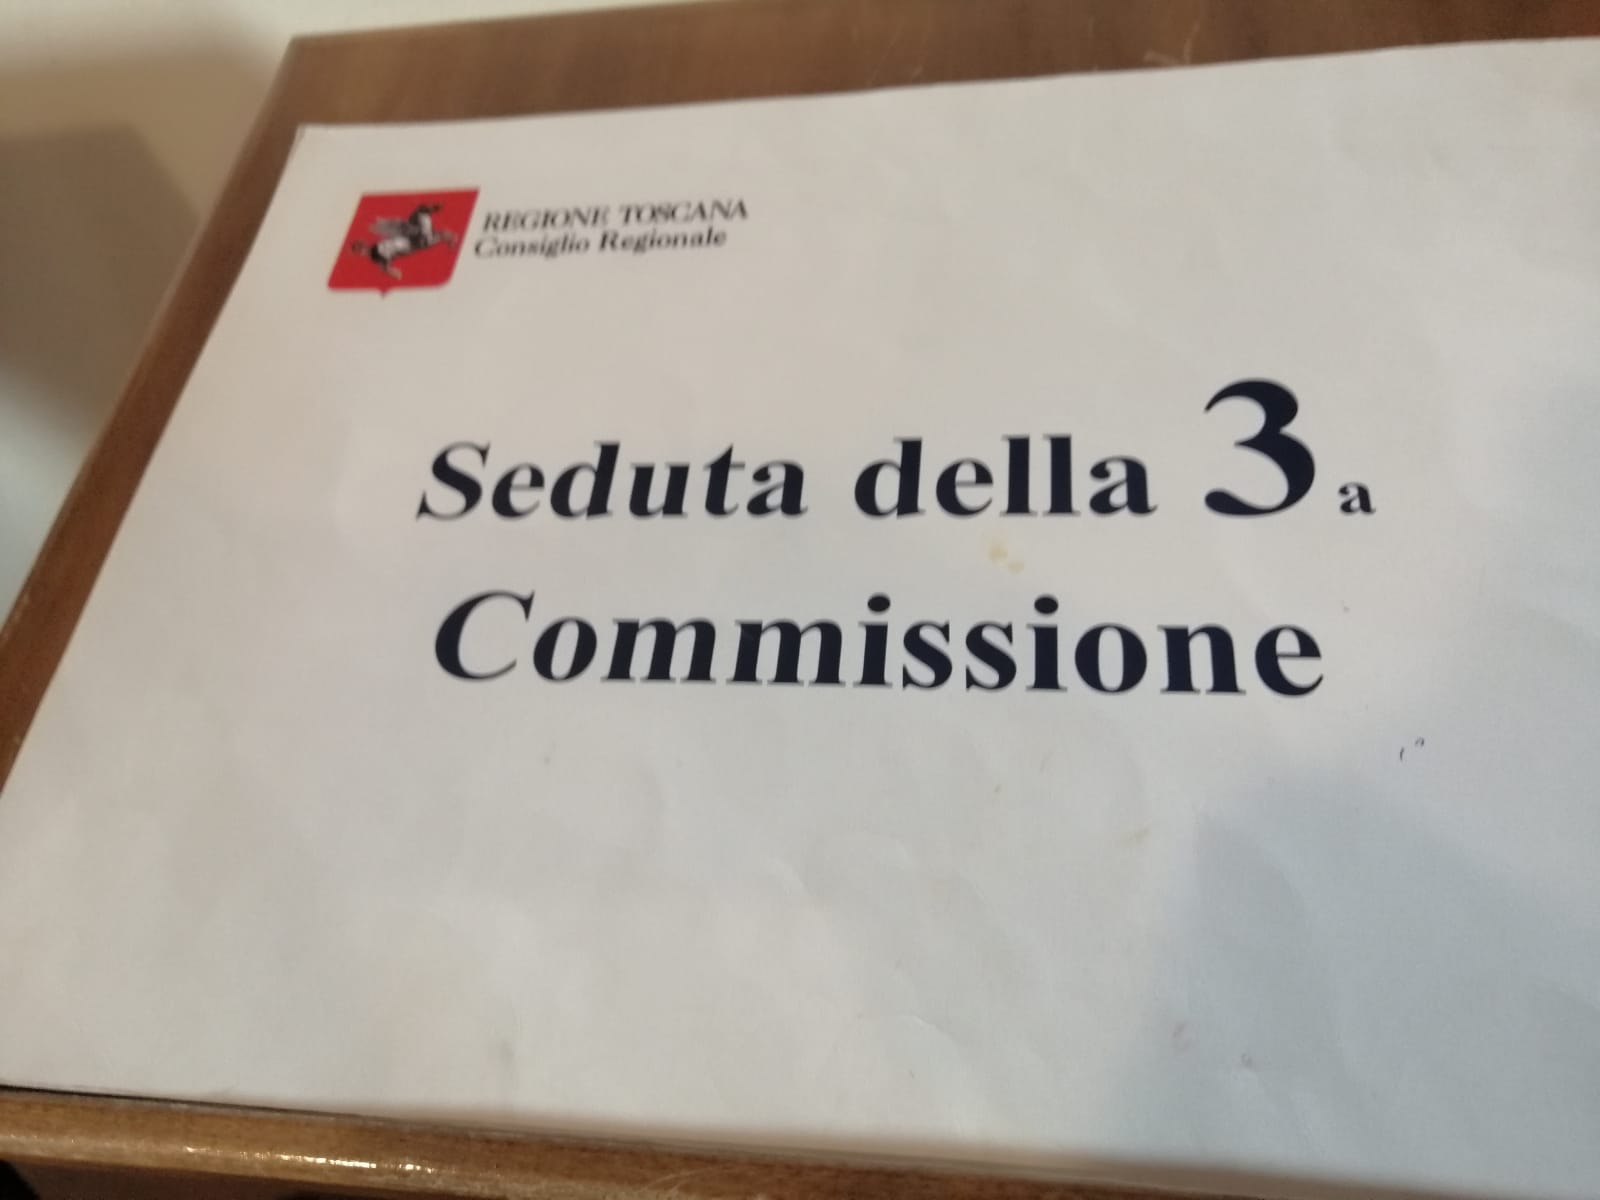 REGIONE TOSCANA
Consiglio Regionale
Seduta della 3a
Commissione